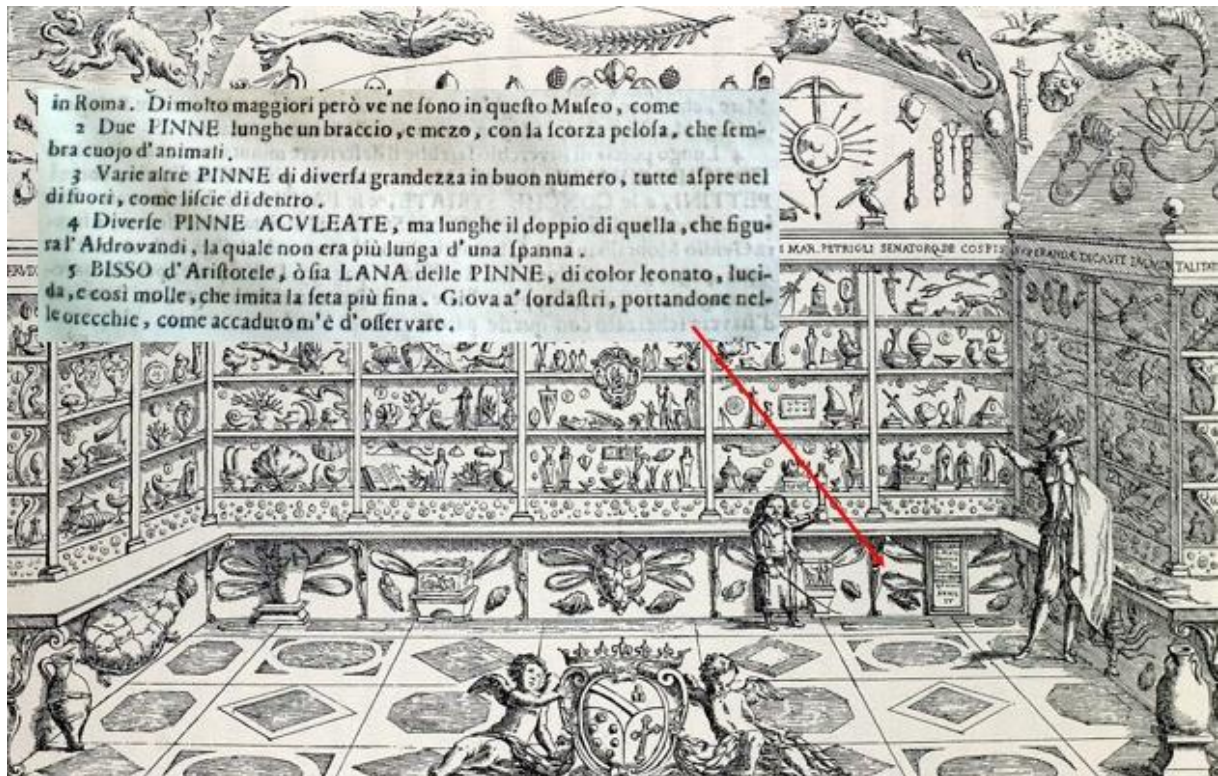 in Roma. Di molto maggiori però ve ne ſono in queſto Muſeo, come
2 Due PINNE lunghe un braccio, e mezo, con la ſcorza peloſa, che ſem-
bra cuojo d'animali.
3 Varie altre PINNE di diverſa grandezza in buon numero, tutte aſpre nel
di fuori, come liſcie di dentro.
4 Diverſe PINNE ACVLEATE, ma lunghe il doppio di quella, che figu-
ra l'Aldrovandi, la quale non era più lunga d'una ſpanna.
5 BISSO d'Ariſtotele, ò ſia LANA delle PINNE, di color leonato, luci-
da, e così molle, che imita la ſeta più fina. Giova a' ſordaſtri, portandone nel-
le orecchie, come accaduto m'è d'oſſervare.
MAR. PETRIOLI SENATORQ. DE COSPIS